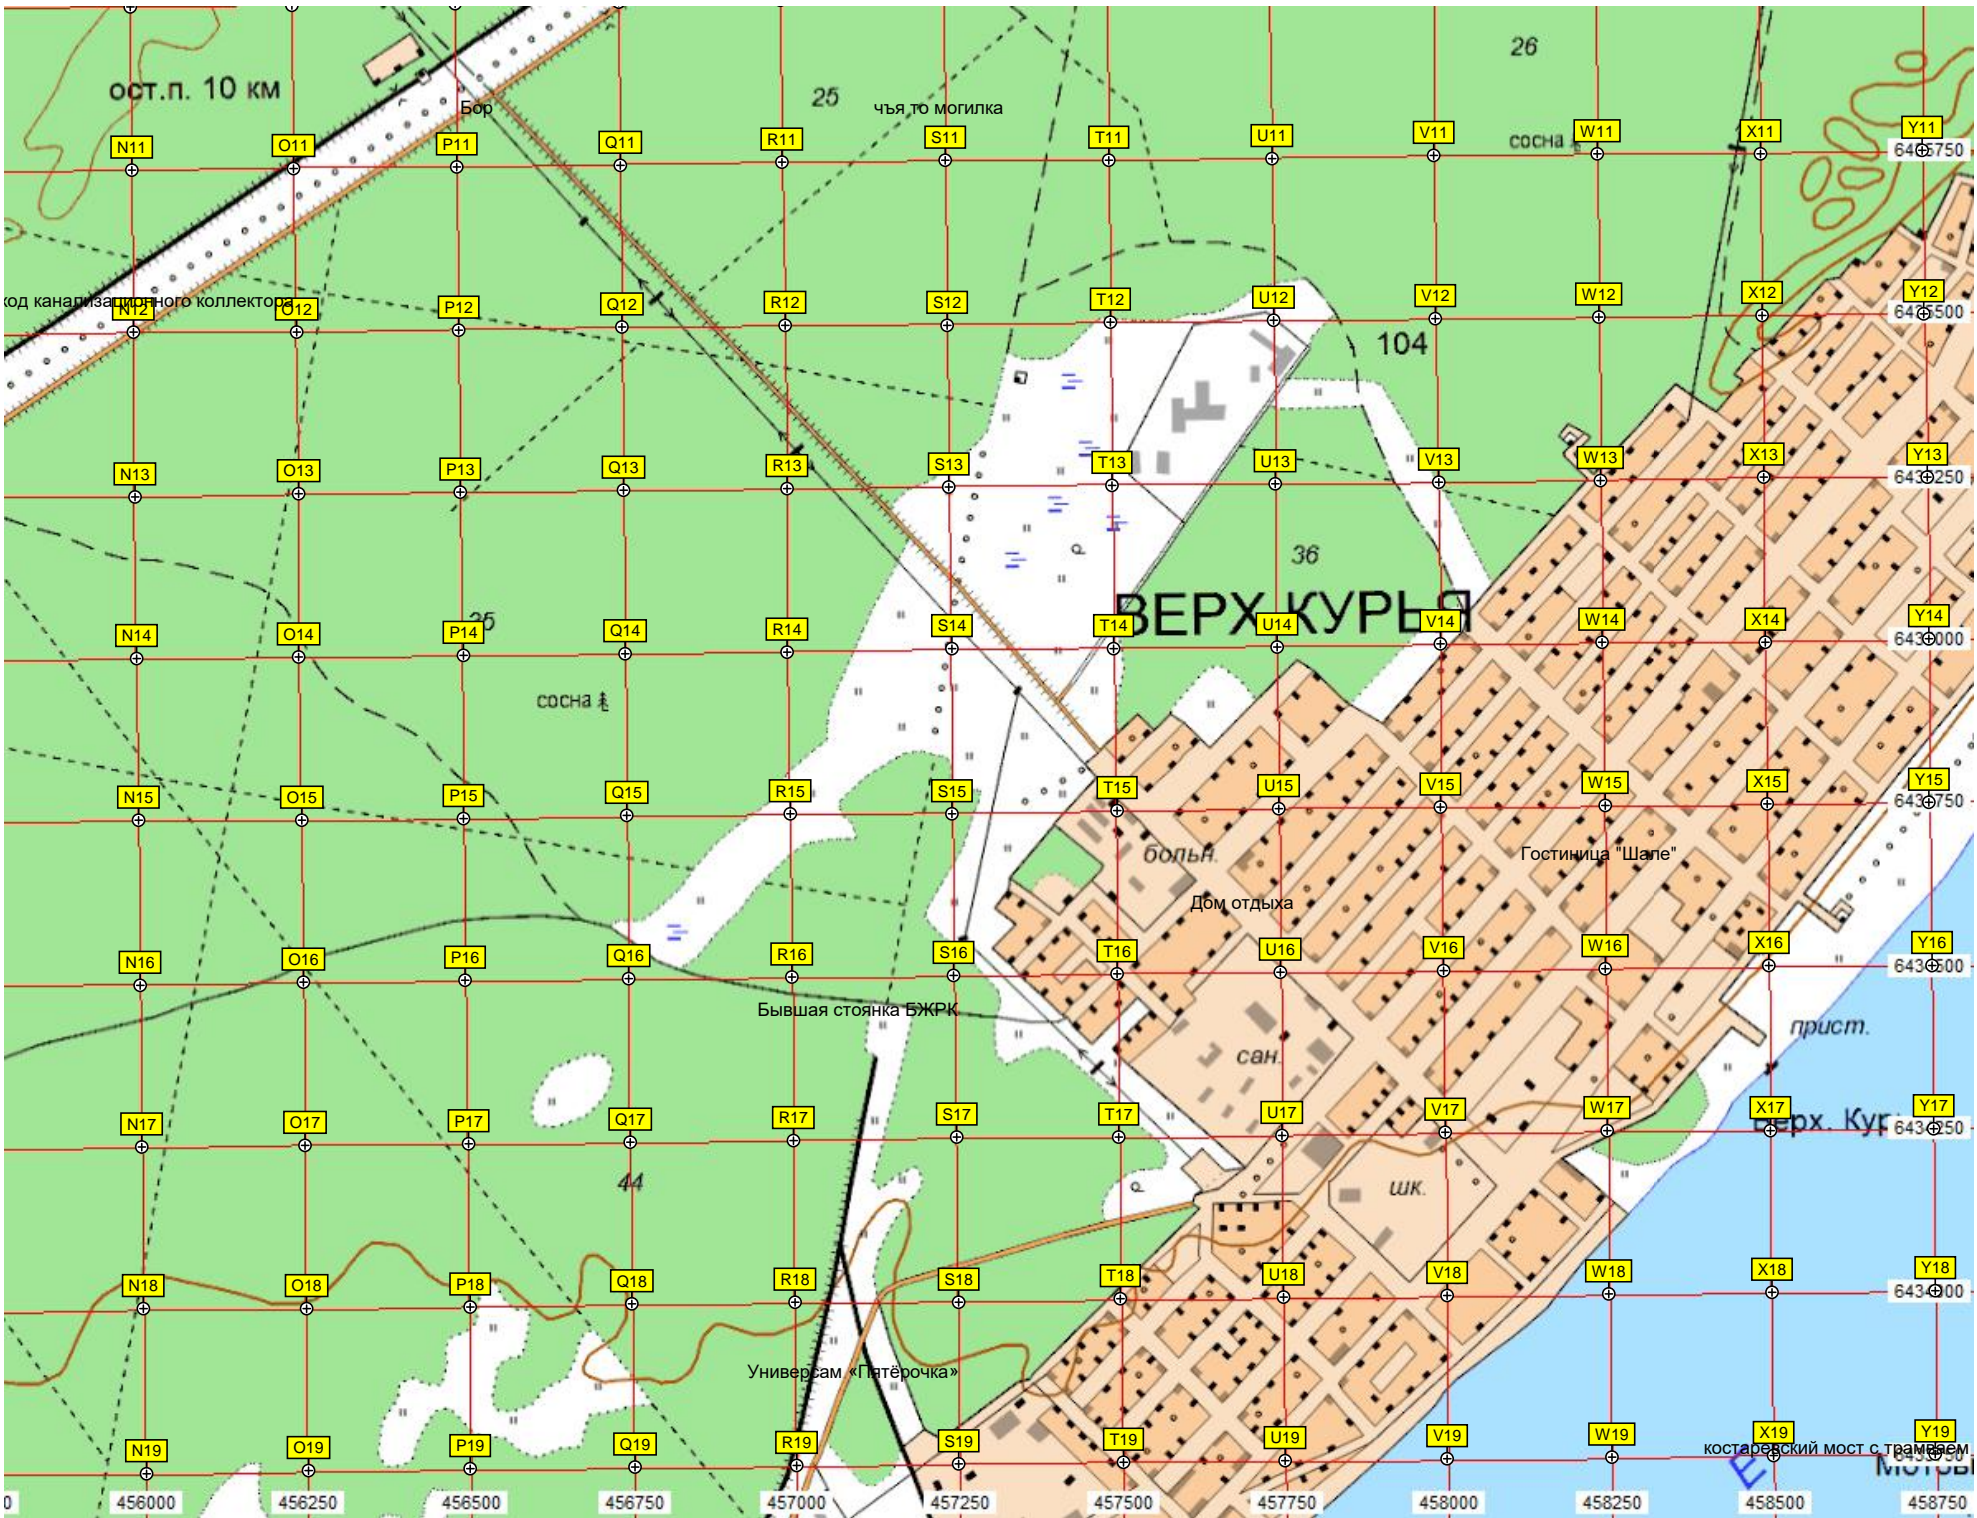 26
25
ост.п. 10 км
Бор
чъя то могилка
сосна
N11 O11 P11 Q11 R11 S11 T11 U11 V11 W11 X11 Y11
ход канализационного коллектора
N12 O12 P12 Q12 R12 S12 T12 U12 V12 W12 X12 Y12
104
N13 O13 P13 Q13 R13 S13 T13 U13 V13 W13 X13 Y13
36
ВЕРХ.КУРЬЯ
N14 O14 P14 Q14 R14 S14 T14 U14 V14 W14 X14 Y14
сосна
N15 O15 P15 Q15 R15 S15 T15 U15 V15 W15 X15 Y15
больн.
Гостиница "Шале"
Дом отдыха
N16 O16 P16 Q16 R16 S16 T16 U16 V16 W16 X16 Y16
Бывшая стоянка БЖРК
прист.
сан.
N17 O17 P17 Q17 R17 S17 T17 U17 V17 W17 X17 Y17
44
шк.
N18 O18 P18 Q18 R18 S18 T18 U18 V18 W18 X18 Y18
Универсам «Пятёрочка»
N19 O19 P19 Q19 R19 S19 T19 U19 V19 W19 X19 Y19
костаревский мост с трамваем
Е
0 456000 456250 456500 456750 457000 457250 457500 457750 458000 458250 458500 458750